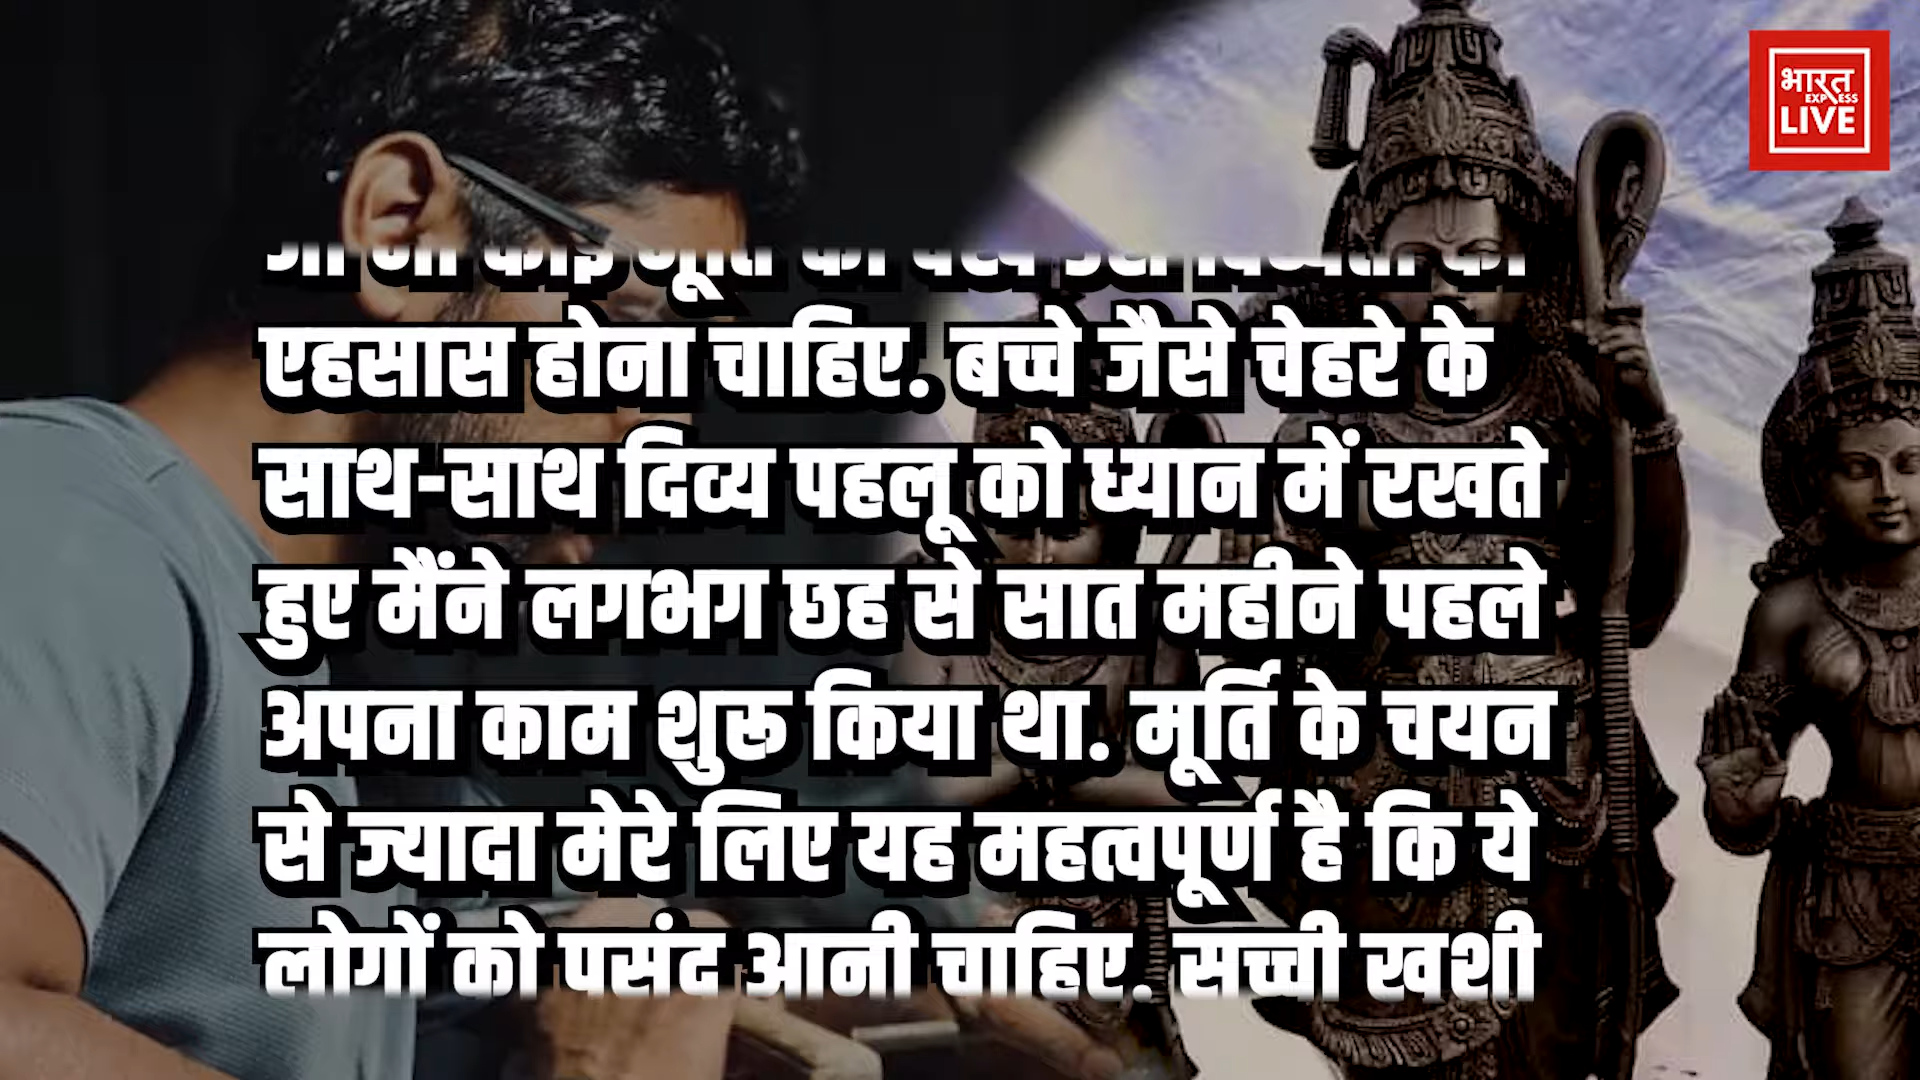 भारत
EXPRESS
LIVE
एहसास होना चाहिए. बच्चे जैसे चेहरे के
साथ-साथ दिव्य पहलू को ध्यान में रखते
हुए मैंने लगभग छह से सात महीने पहले
अपना काम शुरू किया था. मूर्ति के चयन
से ज्यादा मेरे लिए यह महत्वपूर्ण है कि ये
लोगों को पसंद आनी चाहिए. सच्ची